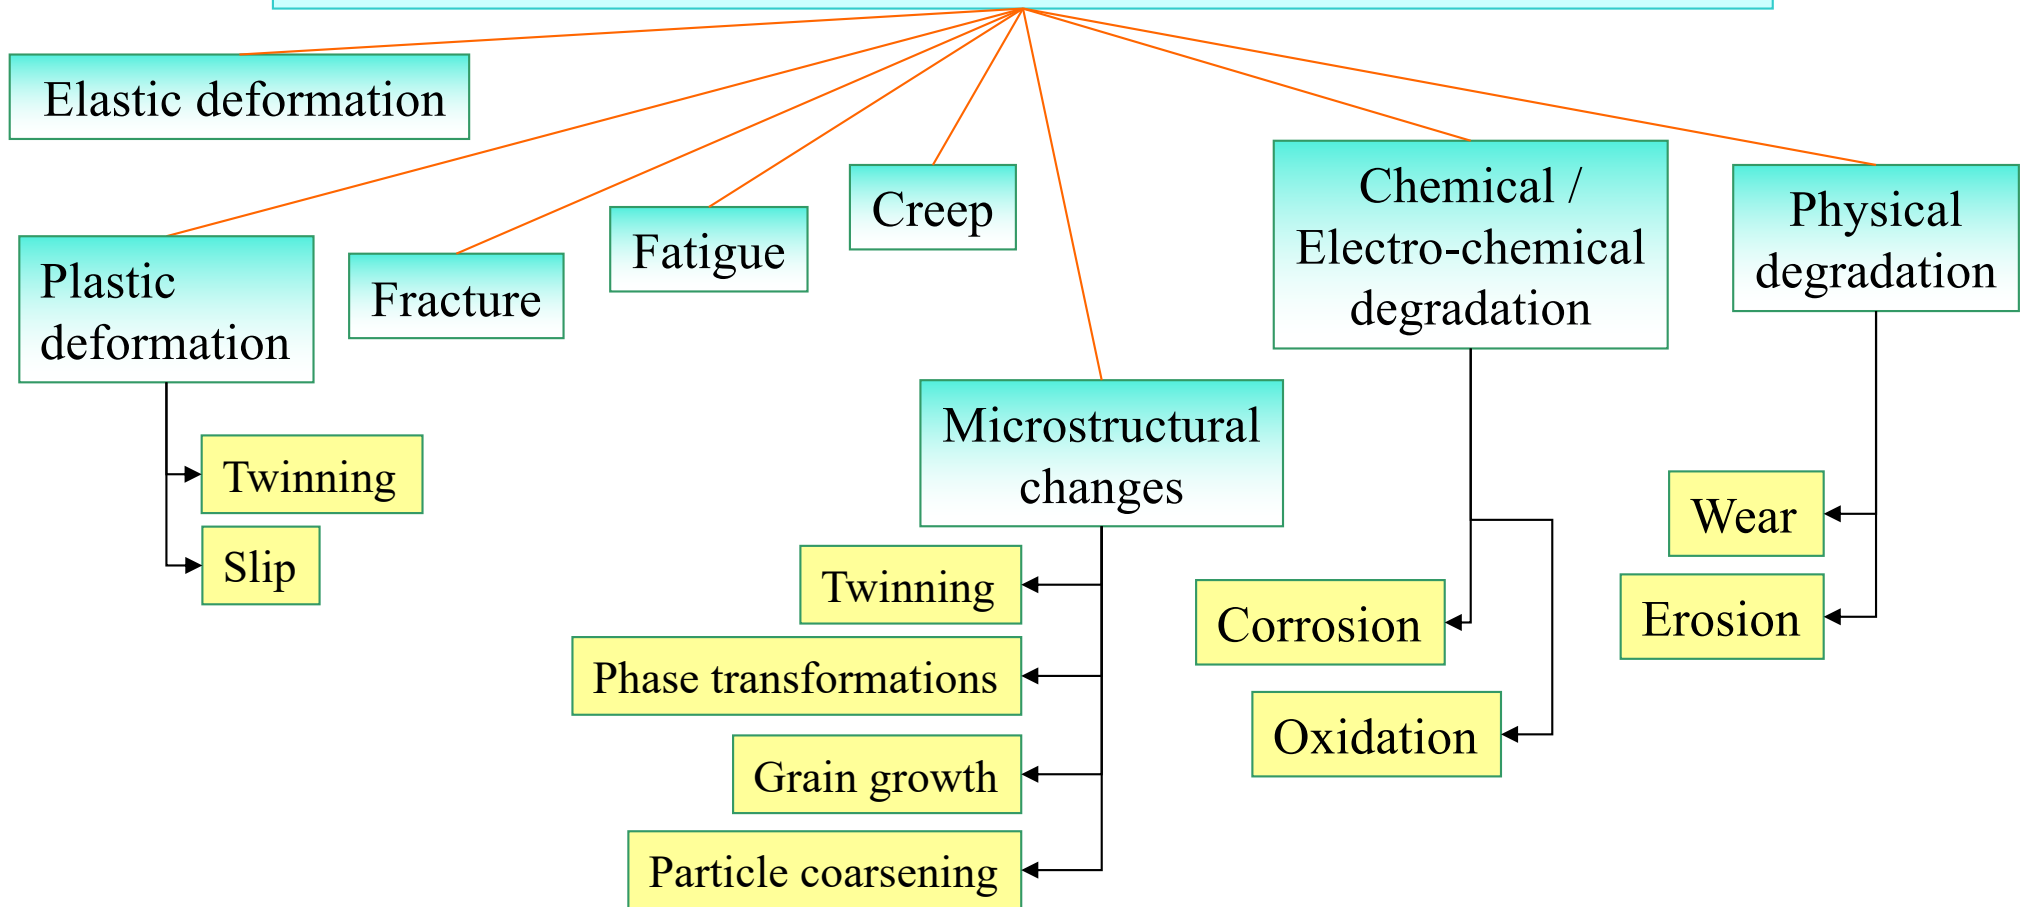 Elastic deformation
Plastic
deformation
Twinning
Slip
Fracture
Fatigue
Creep
Microstructural
changes
Twinning
Phase transformations
Grain growth
Particle coarsening
Chemical /
Electro-chemical
degradation
Corrosion
Oxidation
Physical
degradation
Wear
Erosion